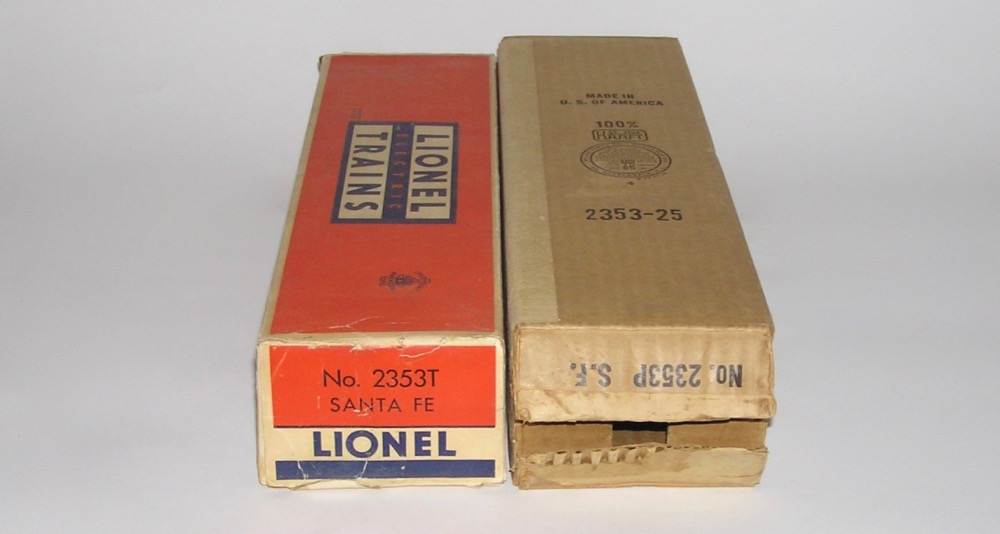 LIONEL
ELECTRIC
TRAINS
No. 2353T
SANTA FE
LIONEL
MADE IN
U. S. OF AMERICA
100%
2353-25
No. 2353P S.F.